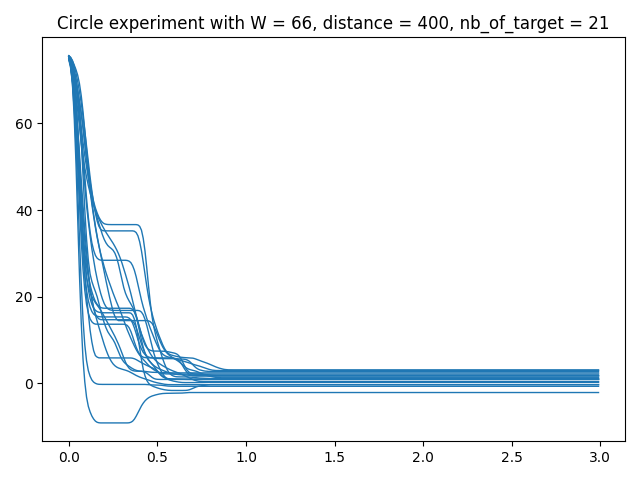 Circle experiment with W = 66, distance = 400, nb_of_target = 21
60
40
20
0
0.0 0.5 1.0 1.5 2.0 2.5 3.0